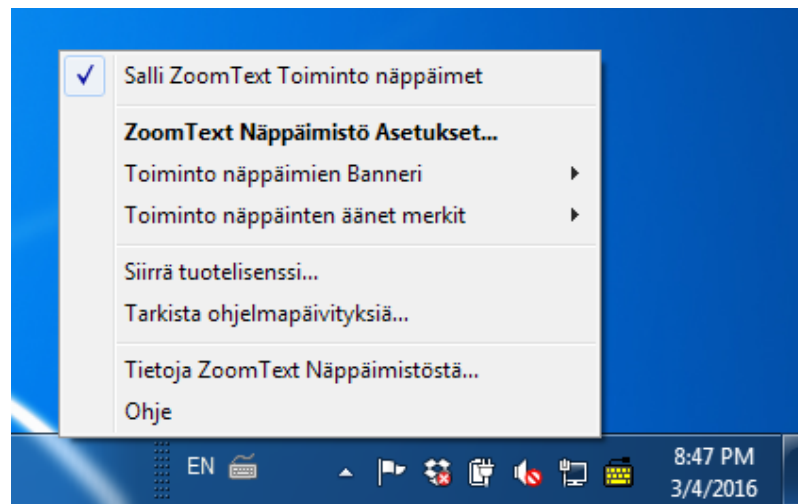 Salli ZoomText Toiminto näppäimet
ZoomText Näppäimistö Asetukset...
Toiminto näppäimien Banneri
Toiminto näppäinten äänet merkit
Siirrä tuotelisenssi...
Tarkista ohjelmapäivityksiä...
Tietoja ZoomText Näppäimistöstä...
Ohje
EN
8:47 PM
3/4/2016